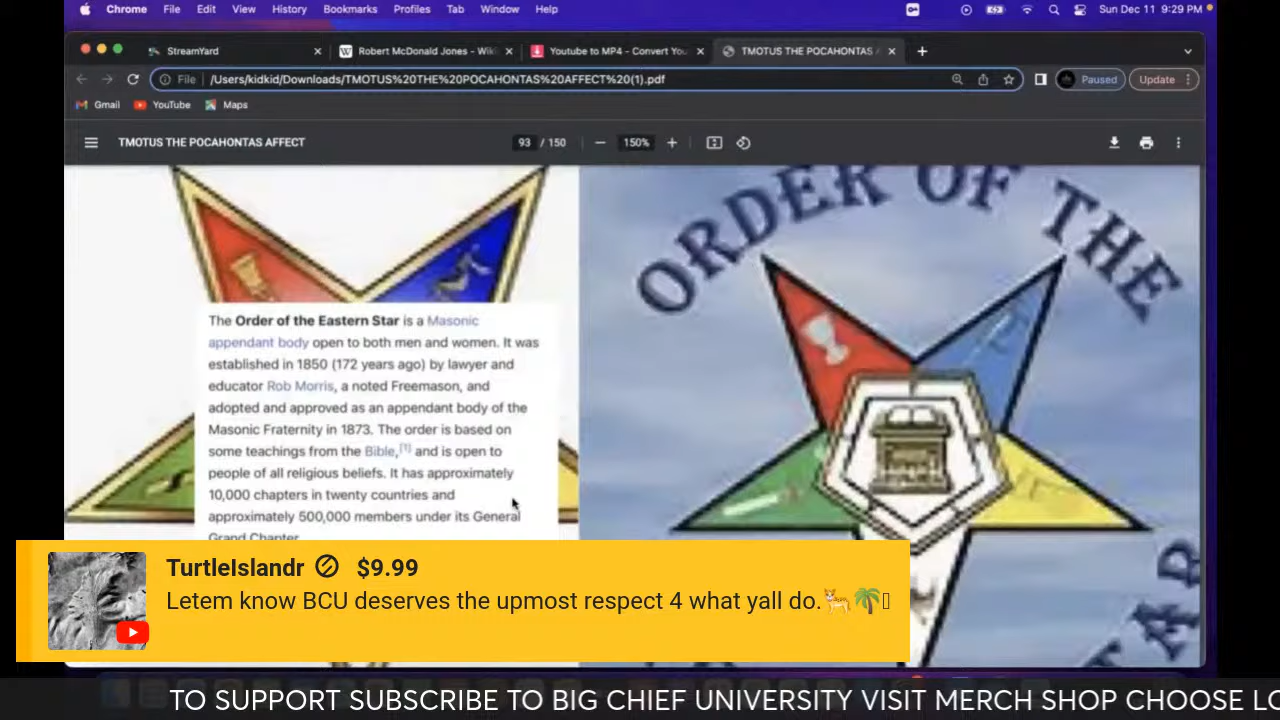 Chrome File Edit View History Bookmarks Profiles Tab Window Help Sun Dec 11 9:29 PM
StreamYard Robert McDonald Jones - Wiki Youtube to MP4 - Convert You TMOTUS THE POCAHONTAS A
File /Users/kidkid/Downloads/TMOTUS%20THE%20POCAHONTAS%20AFFECT%20(1).pdf Paused Update
Gmail YouTube Maps
TMOTUS THE POCAHONTAS AFFECT 93 / 150 150%
ORDER OF THE
The Order of the Eastern Star is a Masonic
appendant body open to both men and women. It was
established in 1850 (172 years ago) by lawyer and
educator Rob Morris, a noted Freemason, and
adopted and approved as an appendant body of the
Masonic Fraternity in 1873. The order is based on
some teachings from the Bible,[1] and is open to
people of all religious beliefs. It has approximately
10,000 chapters in twenty countries and
approximately 500,000 members under its General
Grand Chapter.
TAR
TurtleIslandr $9.99
Letem know BCU deserves the upmost respect 4 what yall do.🐆🌴
TO SUPPORT SUBSCRIBE TO BIG CHIEF UNIVERSITY VISIT MERCH SHOP CHOOSE LO